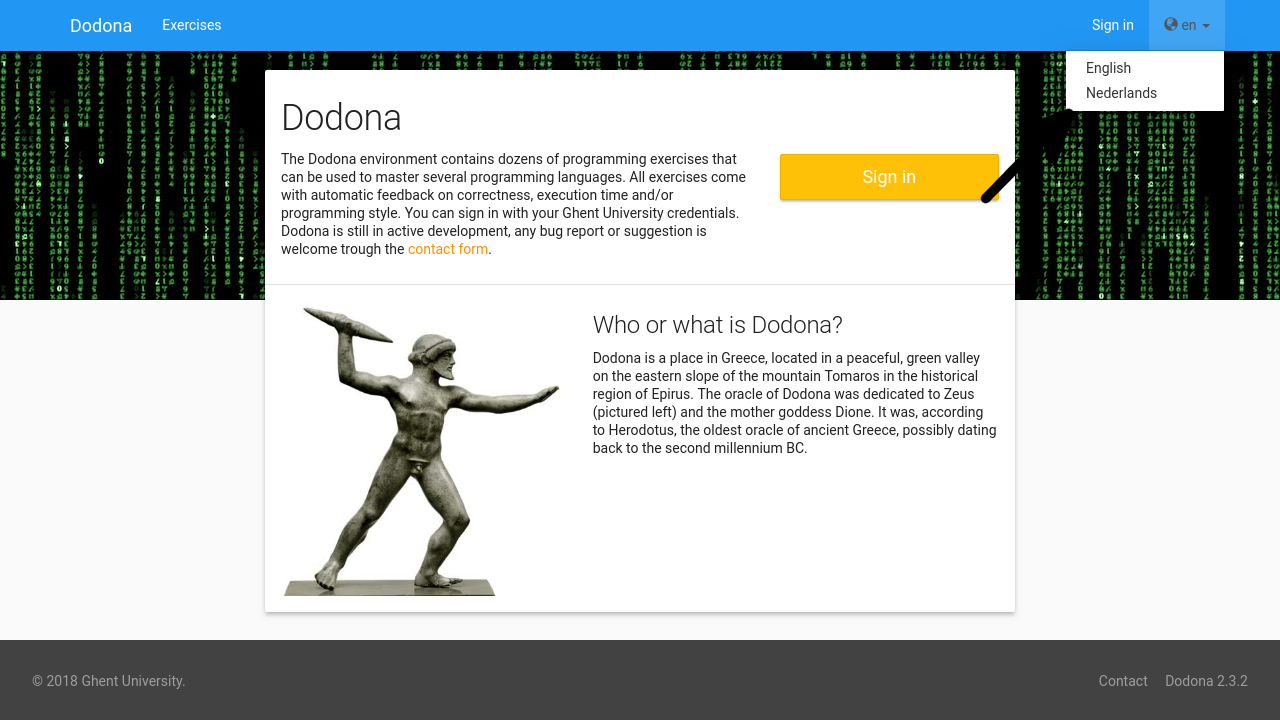 Dodona
Exercises
Sign in
en
English
Nederlands
Dodona
The Dodona environment contains dozens of programming exercises that
can be used to master several programming languages. All exercises come
with automatic feedback on correctness, execution time and/or
programming style. You can sign in with your Ghent University credentials.
Dodona is still in active development, any bug report or suggestion is
welcome trough the contact form.
Sign in
Who or what is Dodona?
Dodona is a place in Greece, located in a peaceful, green valley
on the eastern slope of the mountain Tomaros in the historical
region of Epirus. The oracle of Dodona was dedicated to Zeus
(pictured left) and the mother goddess Dione. It was, according
to Herodotus, the oldest oracle of ancient Greece, possibly dating
back to the second millennium BC.
© 2018 Ghent University.
Contact
Dodona 2.3.2